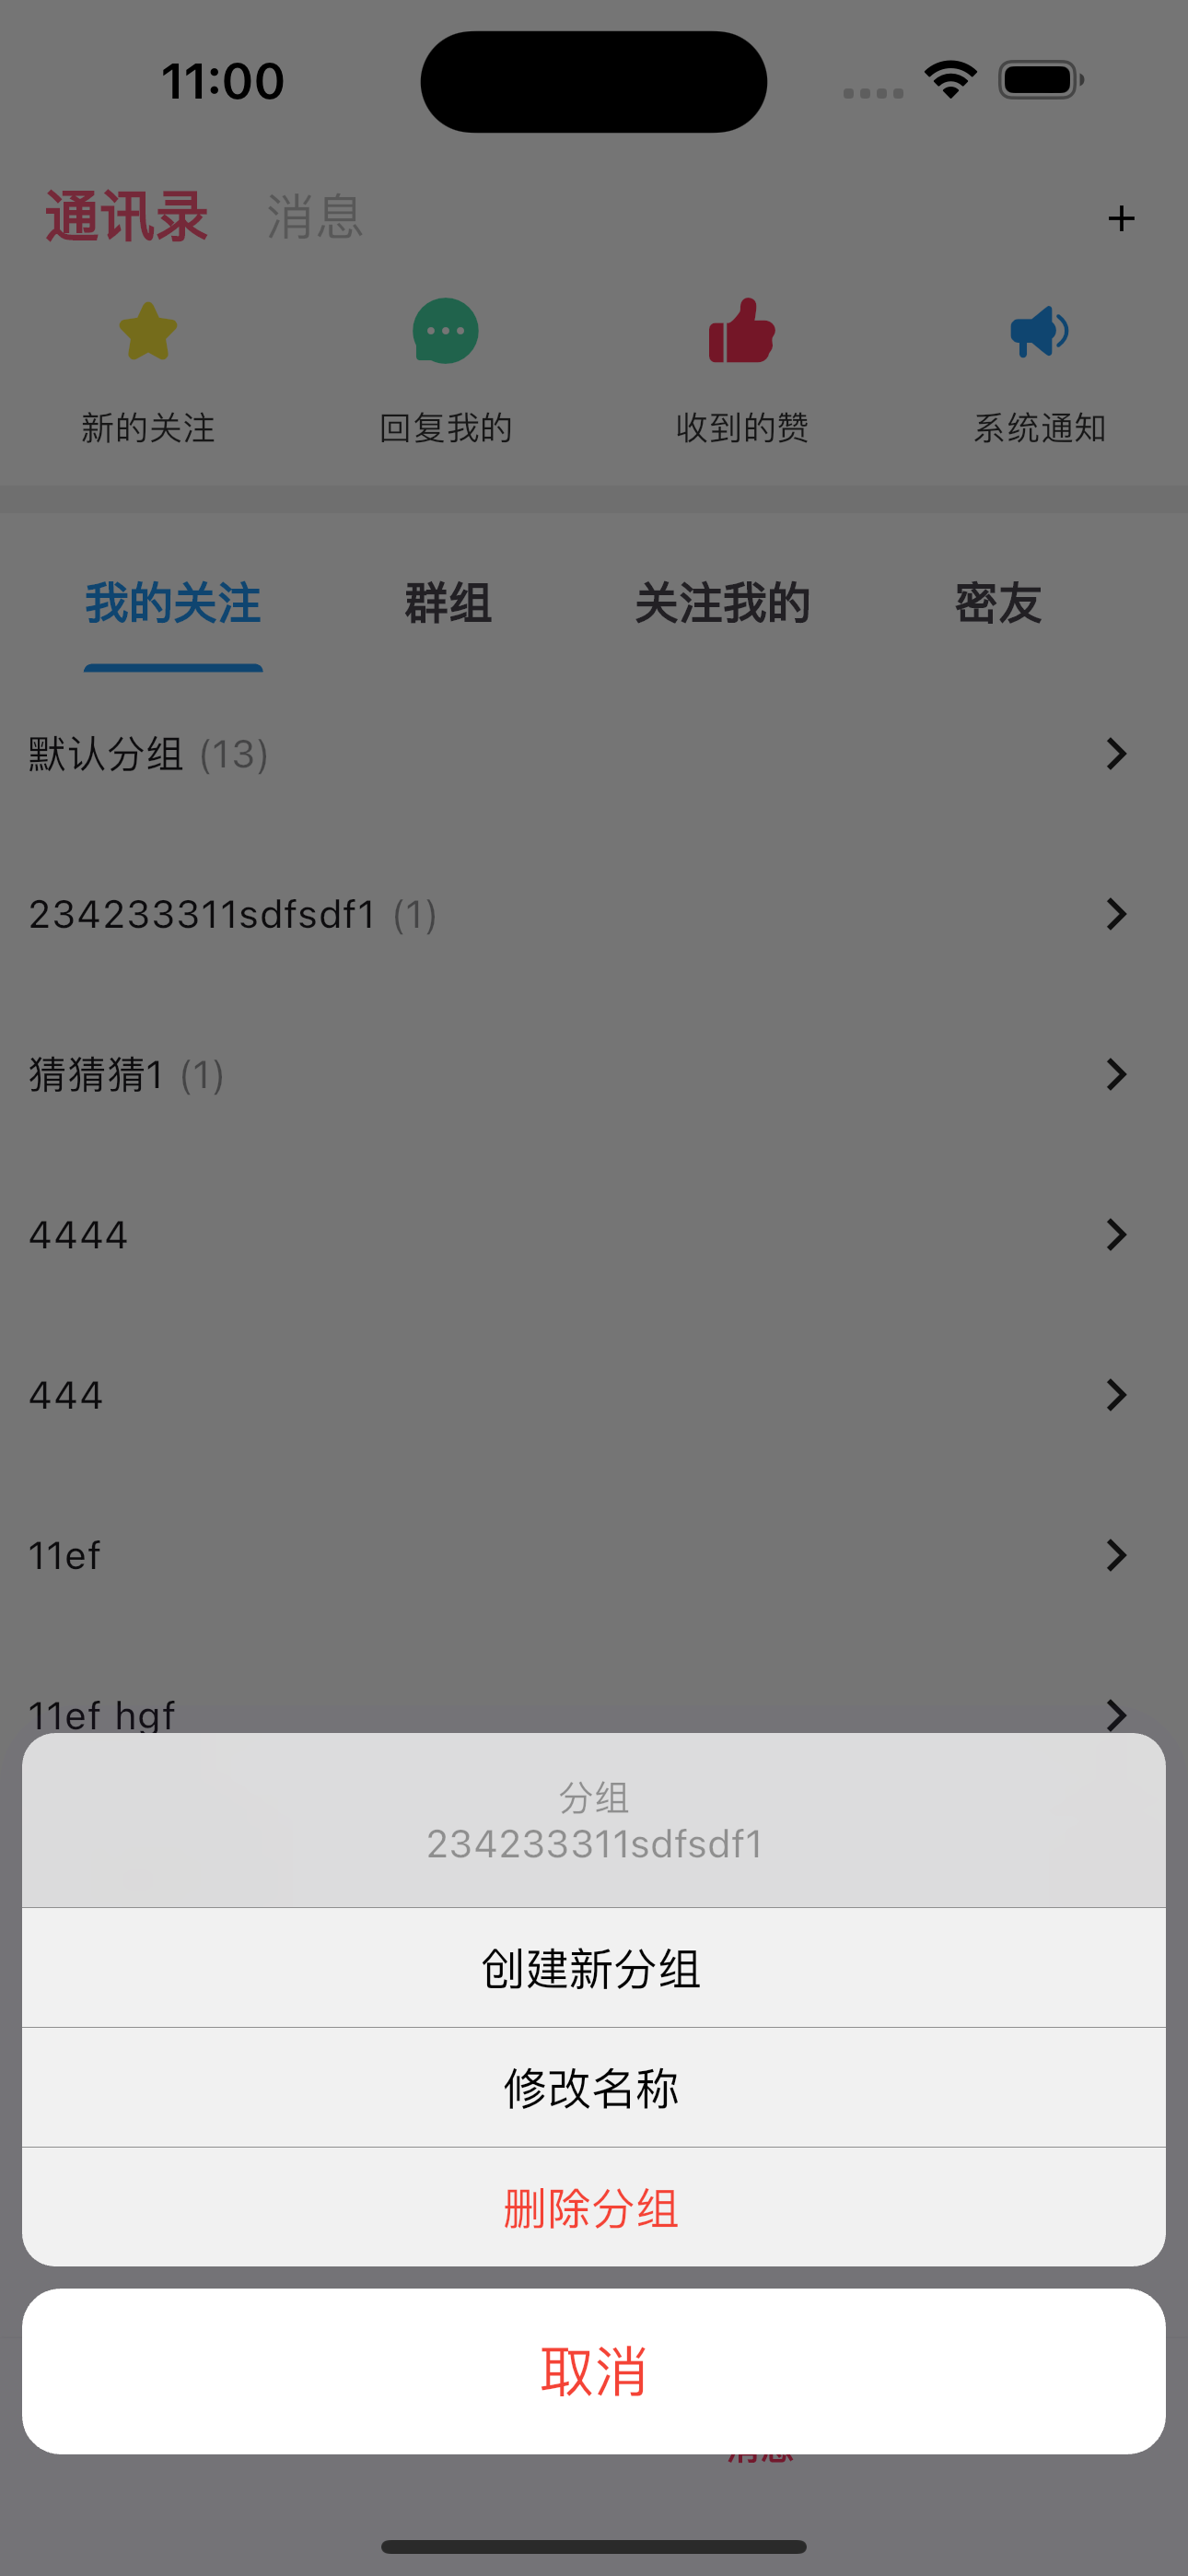 11:00
通讯录 消息 +
新的关注 回复我的 收到的赞 系统通知
我的关注 群组 关注我的 密友
默认分组 (13)
234233311sdfsdf1 (1)
猜猜猜1 (1)
4444
444
11ef
11ef hgf
分组
234233311sdfsdf1
创建新分组
修改名称
删除分组
取消